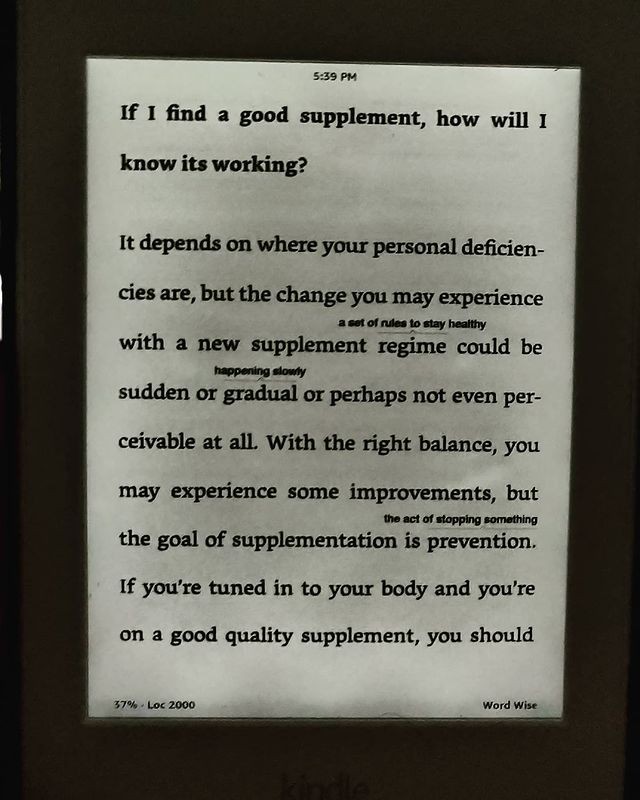 5:39 PM
If I find a good supplement, how will I
know its working?
It depends on where your personal deficien-
cies are, but the change you may experience
a set of rules to stay healthy
with a new supplement regime could be
happening slowly
sudden or gradual or perhaps not even per-
ceivable at all. With the right balance, you
may experience some improvements, but
the act of stopping something
the goal of supplementation is prevention.
If you're tuned in to your body and you're
on a good quality supplement, you should
37% · Loc 2000 Word Wise
kindle